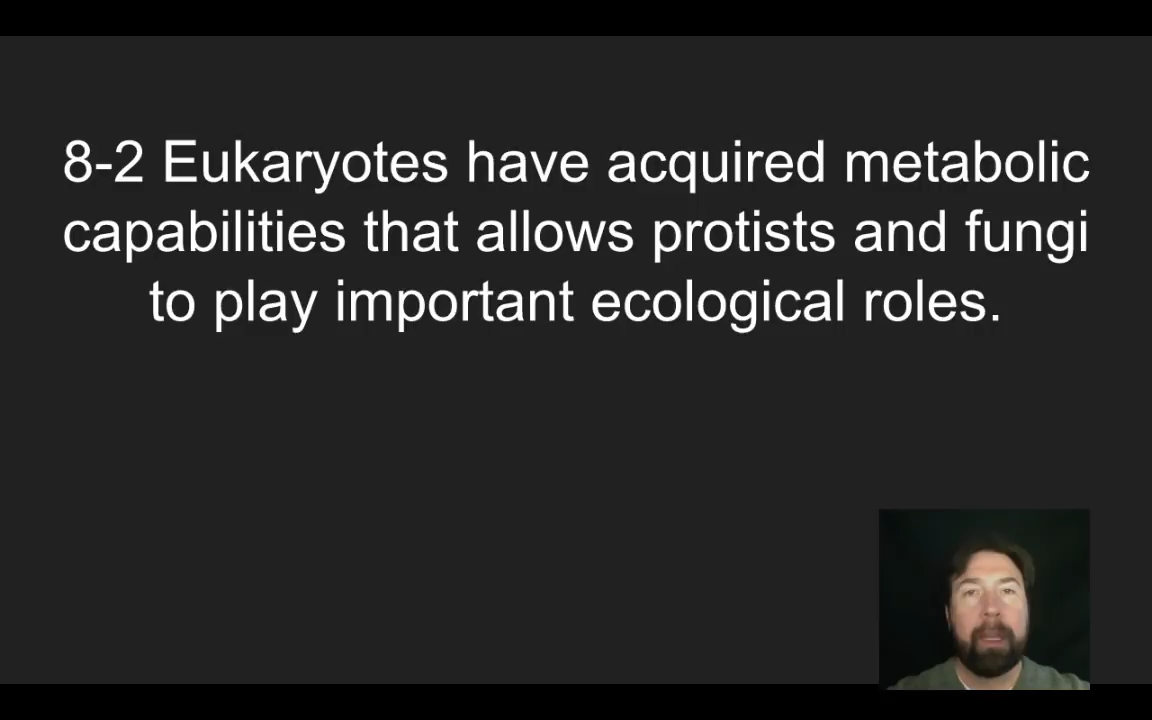 8-2 Eukaryotes have acquired metabolic
capabilities that allows protists and fungi
to play important ecological roles.